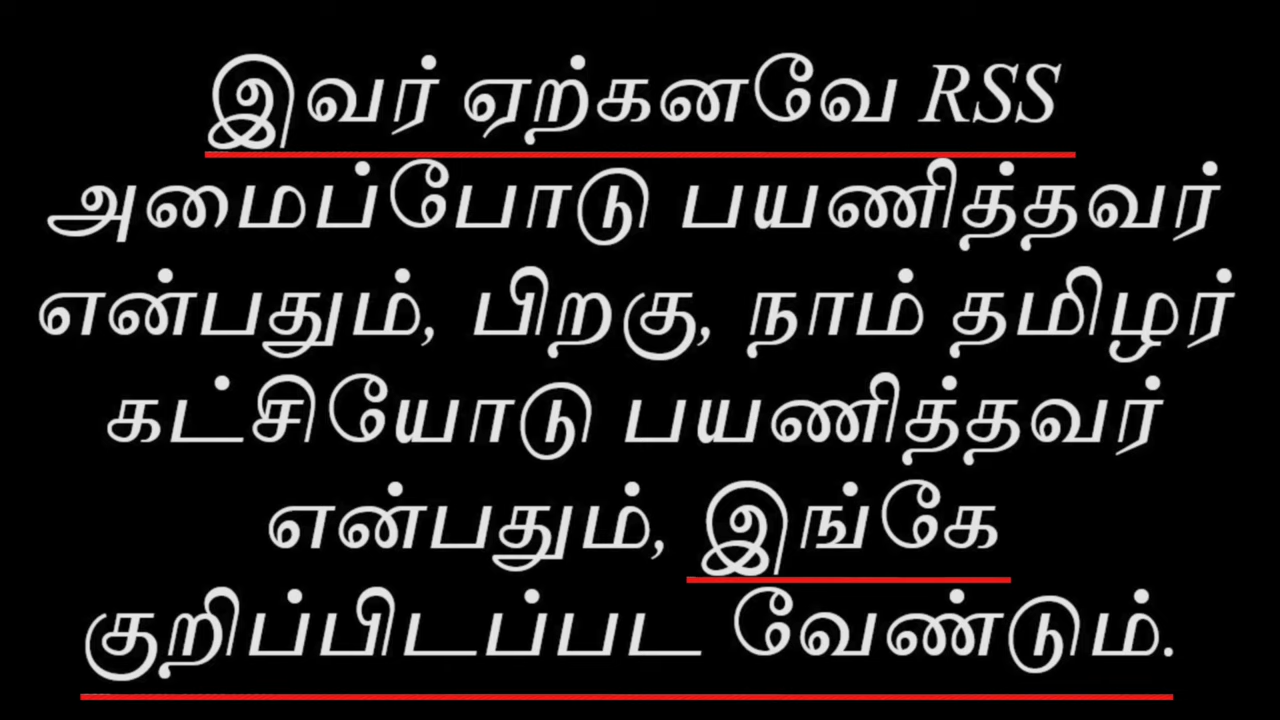 இவர் ஏற்கனவே RSS
அமைப்போடு பயணித்தவர்
என்பதும், பிறகு, நாம் தமிழர்
கட்சியோடு பயணித்தவர்
என்பதும், இங்கே
குறிப்பிடப்பட வேண்டும்.